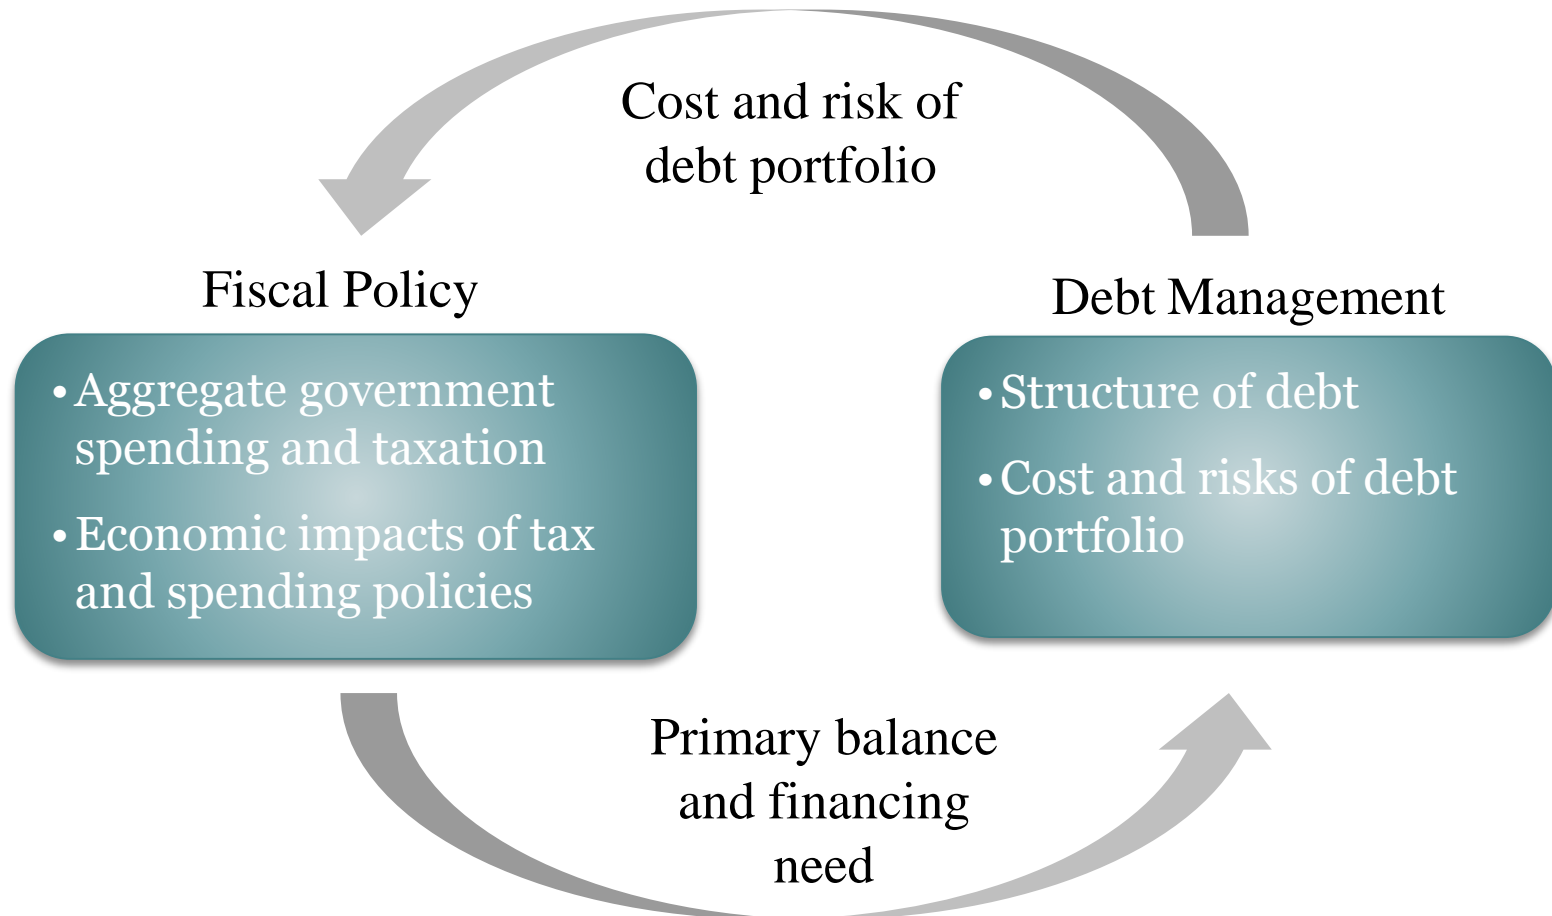 Cost and risk of
debt portfolio
Fiscal Policy
• Aggregate government
spending and taxation
• Economic impacts of tax
and spending policies
Debt Management
• Structure of debt
• Cost and risks of debt
portfolio
Primary balance
and financing
need